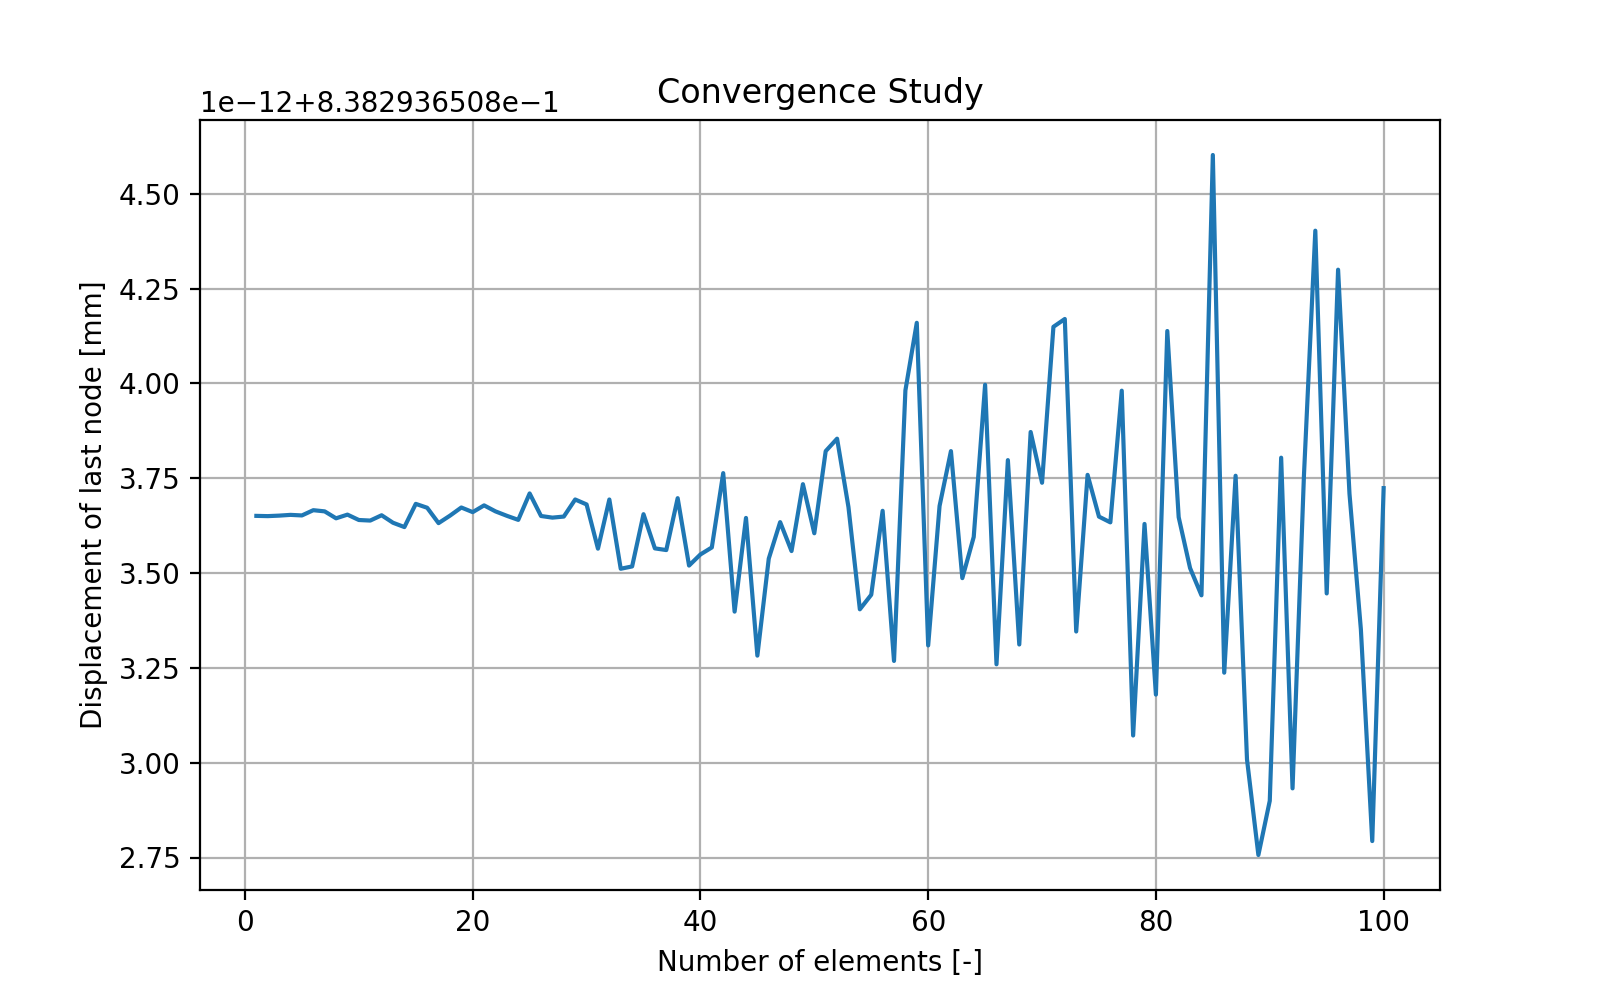 Convergence Study
1e−12+8.382936508e−1
4.50
4.25
4.00
3.75
3.50
3.25
3.00
2.75
Displacement of last node [mm]
0 20 40 60 80 100
Number of elements [-]